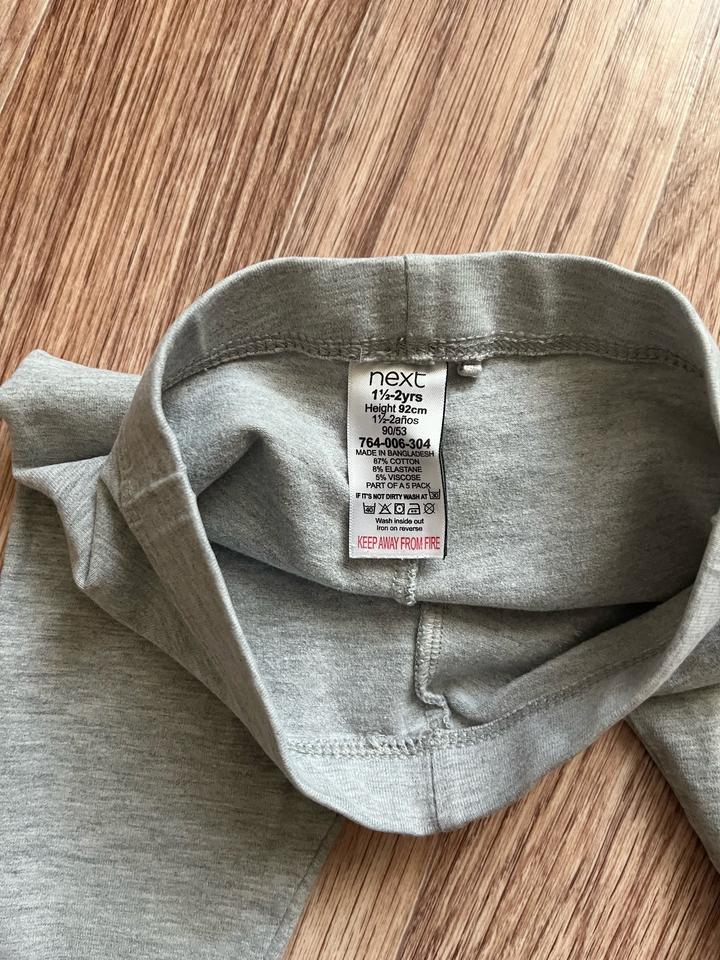 next
1½-2yrs
Height 92cm
1½-2años
90/53
764-006-304
MADE IN BANGLADESH
87% COTTON
8% ELASTANE
5% VISCOSE
PART OF A 5 PACK
IF IT'S NOT DIRTY WASH AT 30
40
Wash inside out
Iron on reverse
KEEP AWAY FROM FIRE